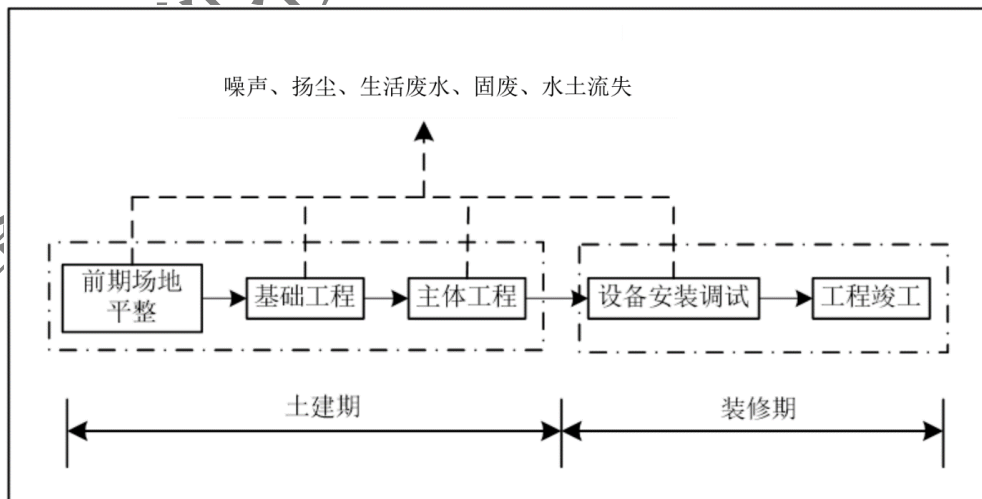 噪声、扬尘、生活废水、固废、水土流失
前期场地
平整
基础工程
主体工程
设备安装调试
工程竣工
土建期
装修期